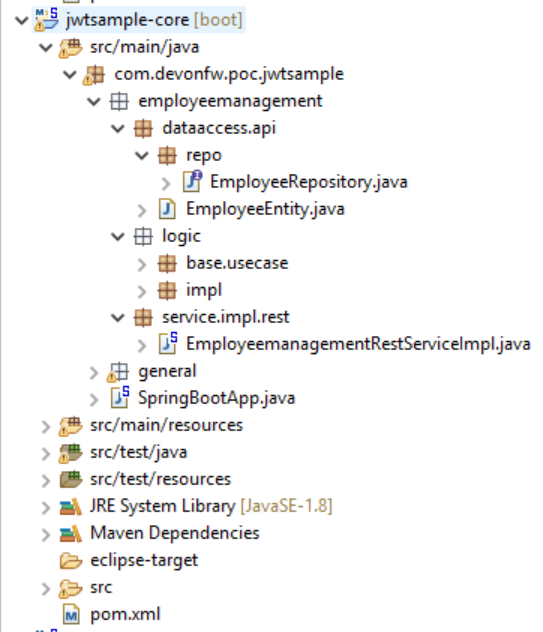 jwtsample-core [boot]
src/main/java
com.devonfw.poc.jwtsample
employeemanagement
dataaccess.api
repo
EmployeeRepository.java
EmployeeEntity.java
logic
base.usecase
impl
service.impl.rest
EmployeemanagementRestServiceImpl.java
general
SpringBootApp.java
src/main/resources
src/test/java
src/test/resources
JRE System Library [JavaSE-1.8]
Maven Dependencies
eclipse-target
src
pom.xml